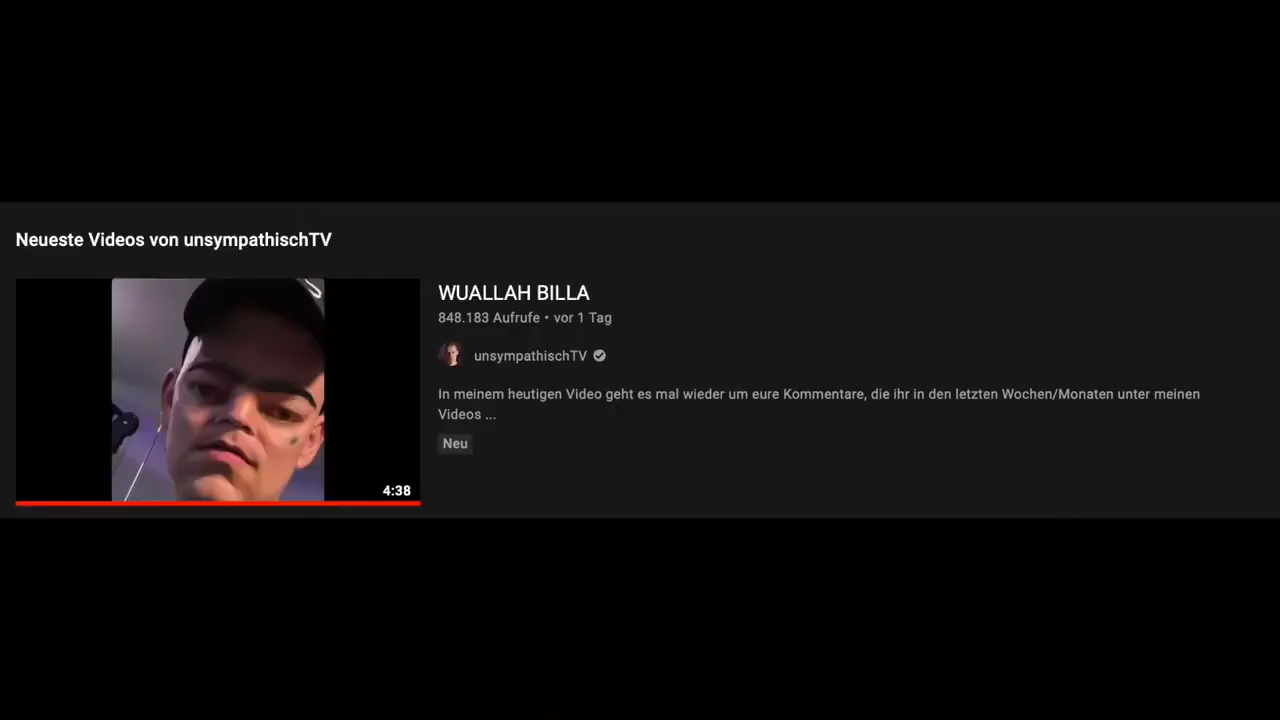 Neueste Videos von unsympathischTV
WUALLAH BILLA
848.183 Aufrufe • vor 1 Tag
unsympathischTV
In meinem heutigen Video geht es mal wieder um eure Kommentare, die ihr in den letzten Wochen/Monaten unter meinen
Videos ...
Neu
4:38